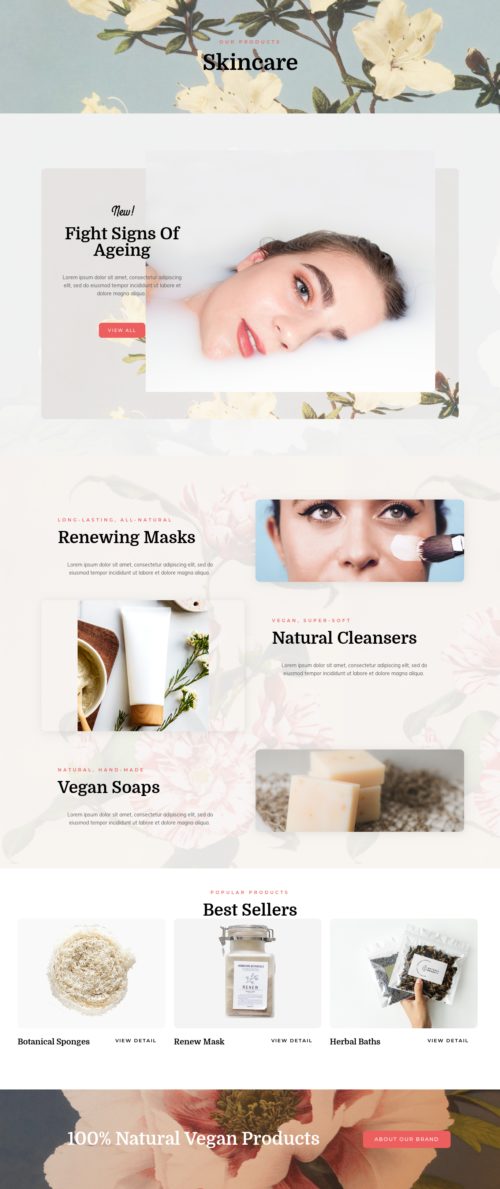 OUR PRODUCTS
Skincare
New!
Fight Signs Of
Ageing
Lorem ipsum dolor sit amet, consectetur adipiscing
elit, sed do eiusmod tempor incididunt ut labore et
dolore magna aliqua.
VIEW ALL
LONG-LASTING, ALL-NATURAL
Renewing Masks
Lorem ipsum dolor sit amet, consectetur adipiscing elit, sed do
eiusmod tempor incididunt ut labore et dolore magna aliqua.
VEGAN, SUPER-SOFT
Natural Cleansers
Lorem ipsum dolor sit amet, consectetur adipiscing elit, sed do
eiusmod tempor incididunt ut labore et dolore magna aliqua.
NATURAL, HAND-MADE
Vegan Soaps
Lorem ipsum dolor sit amet, consectetur adipiscing elit, sed do
eiusmod tempor incididunt ut labore et dolore magna aliqua.
POPULAR PRODUCTS
Best Sellers
RENEW
Botanical Sponges
VIEW DETAIL
Renew Mask
VIEW DETAIL
Herbal Baths
VIEW DETAIL
100% Natural Vegan Products
ABOUT OUR BRAND